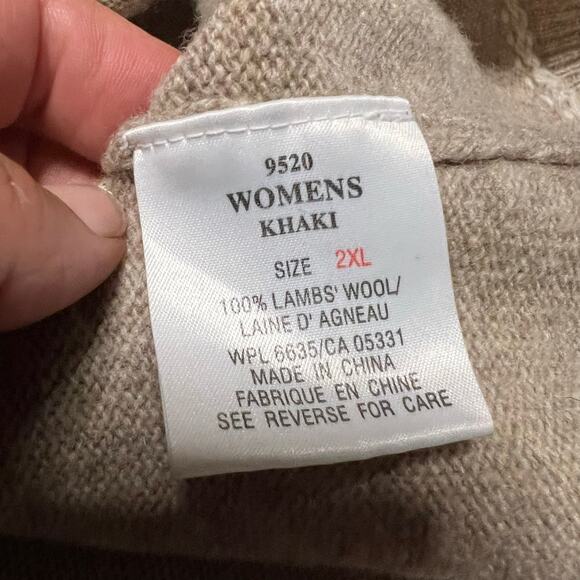 9520
WOMENS
KHAKI
SIZE 2XL
100% LAMBS' WOOL/
LAINE D' AGNEAU
WPL 6635/CA 05331
MADE IN CHINA
FABRIQUE EN CHINE
SEE REVERSE FOR CARE